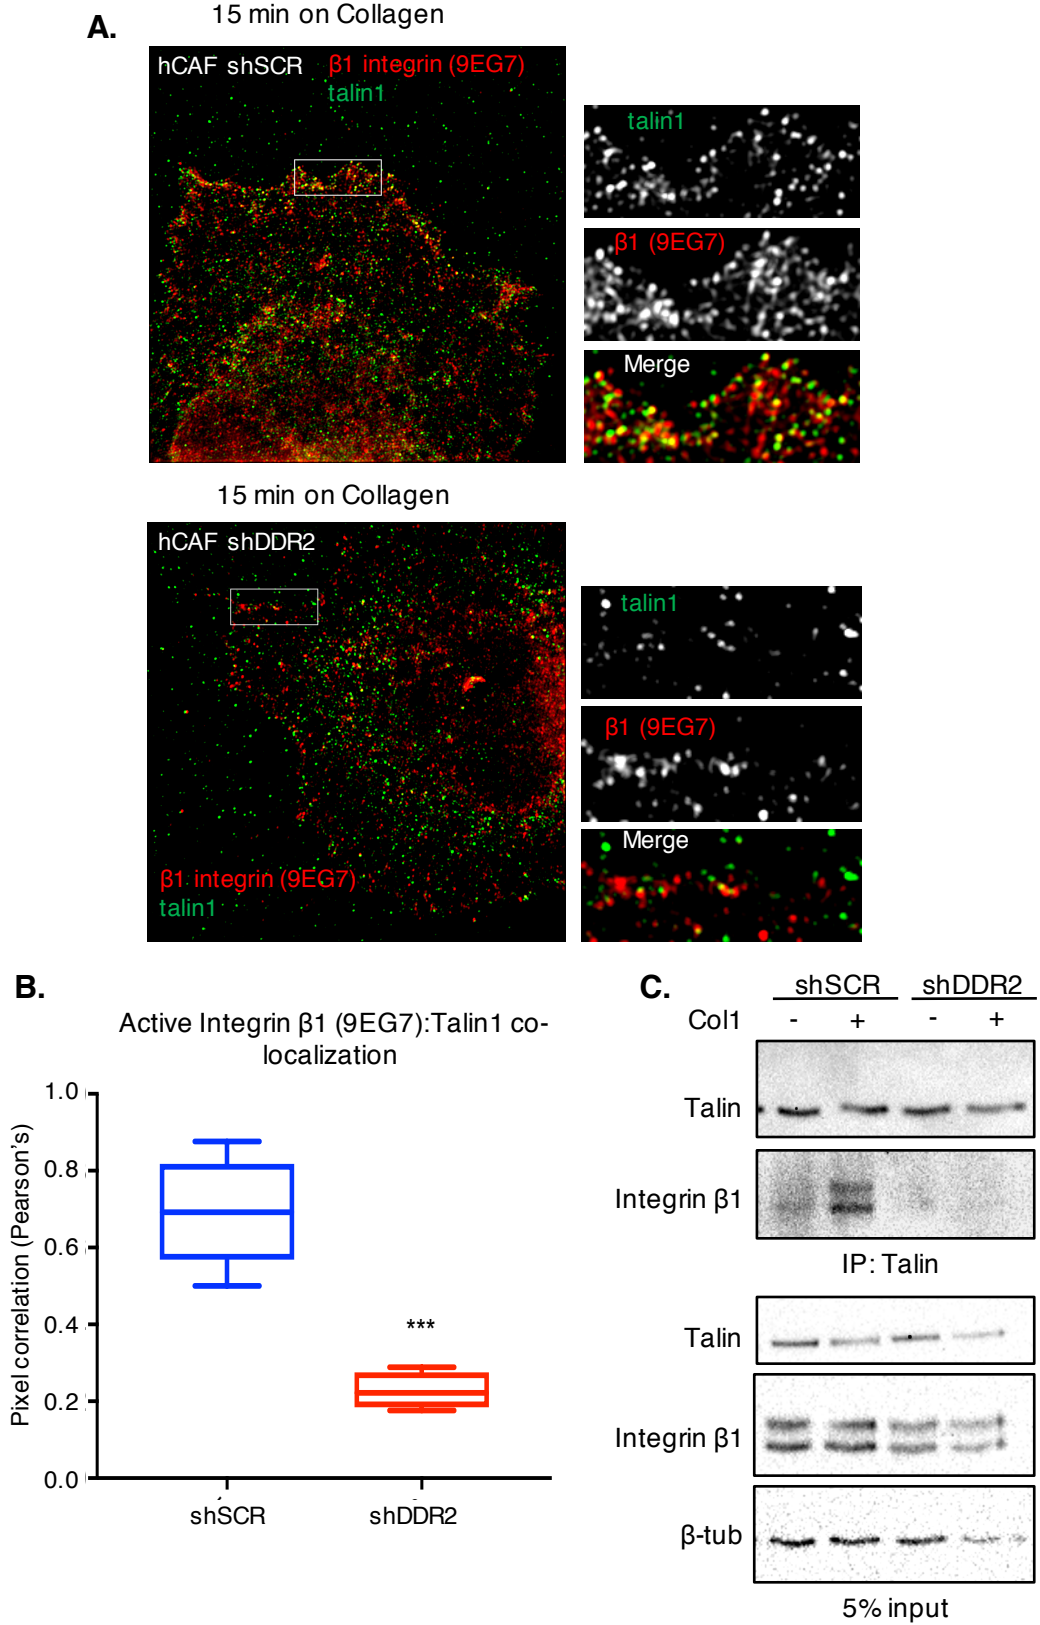 A.
15 min on Collagen
hCAF shSCR
β1 integrin (9EG7)
talin1
talin1
β1 (9EG7)
Merge
15 min on Collagen
hCAF shDDR2
β1 integrin (9EG7)
talin1
talin1
β1 (9EG7)
Merge
B.
Active Integrin β1 (9EG7):Talin1 co-
localization
Pixel correlation (Pearson's)
1.0
0.8
0.6
0.4
0.2
0.0
***
shSCR
shDDR2
C.
shSCR
shDDR2
Col1
-
+
-
+
Talin
Integrin β1
IP: Talin
Talin
Integrin β1
β-tub
5% input